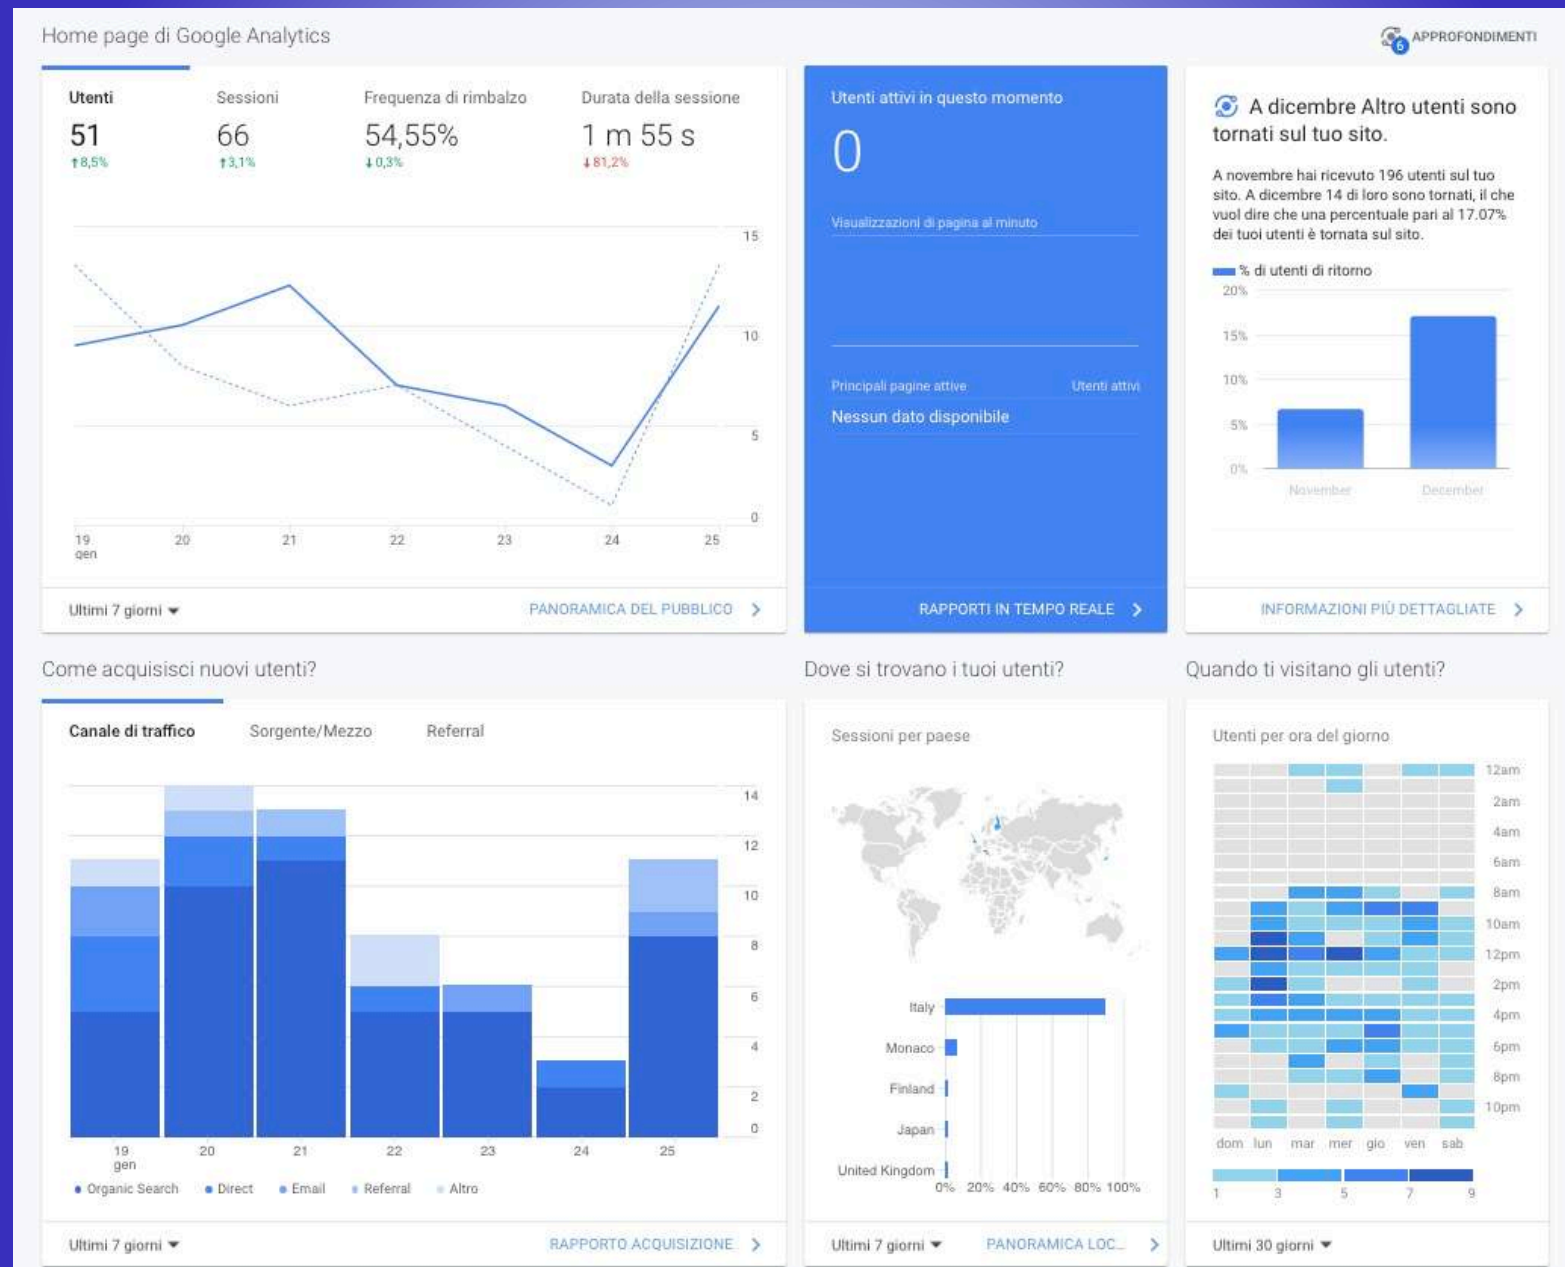 Home page di Google Analytics
6 APPROFONDIMENTI
Utenti Sessioni Frequenza di rimbalzo Durata della sessione
51 66 54,55% 1 m 55 s
↑8,5% ↑3,1% ↓0,3% ↓81,2%
15
10
5
0
19 20 21 22 23 24 25
gen
Ultimi 7 giorni PANORAMICA DEL PUBBLICO
Utenti attivi in questo momento
0
Visualizzazioni di pagina al minuto
Principali pagine attive Utenti attivi
Nessun dato disponibile
RAPPORTI IN TEMPO REALE
A dicembre Altro utenti sono
tornati sul tuo sito.
A novembre hai ricevuto 196 utenti sul tuo
sito. A dicembre 14 di loro sono tornati, il che
vuol dire che una percentuale pari al 17.07%
dei tuoi utenti è tornata sul sito.
% di utenti di ritorno
20%
15%
10%
5%
0%
November December
INFORMAZIONI PIÙ DETTAGLIATE
Come acquisisci nuovi utenti?
Canale di traffico Sorgente/Mezzo Referral
14
12
10
8
6
4
2
0
19 20 21 22 23 24 25
gen
Organic Search Direct Email Referral Altro
Ultimi 7 giorni RAPPORTO ACQUISIZIONE
Dove si trovano i tuoi utenti?
Sessioni per paese
Italy
Monaco
Finland
Japan
United Kingdom
0% 20% 40% 60% 80% 100%
Ultimi 7 giorni PANORAMICA LOC...
Quando ti visitano gli utenti?
Utenti per ora del giorno
12am
2am
4am
6am
8am
10am
12pm
2pm
4pm
6pm
8pm
10pm
dom lun mar mer gio ven sab
1 3 5 7 9
Ultimi 30 giorni